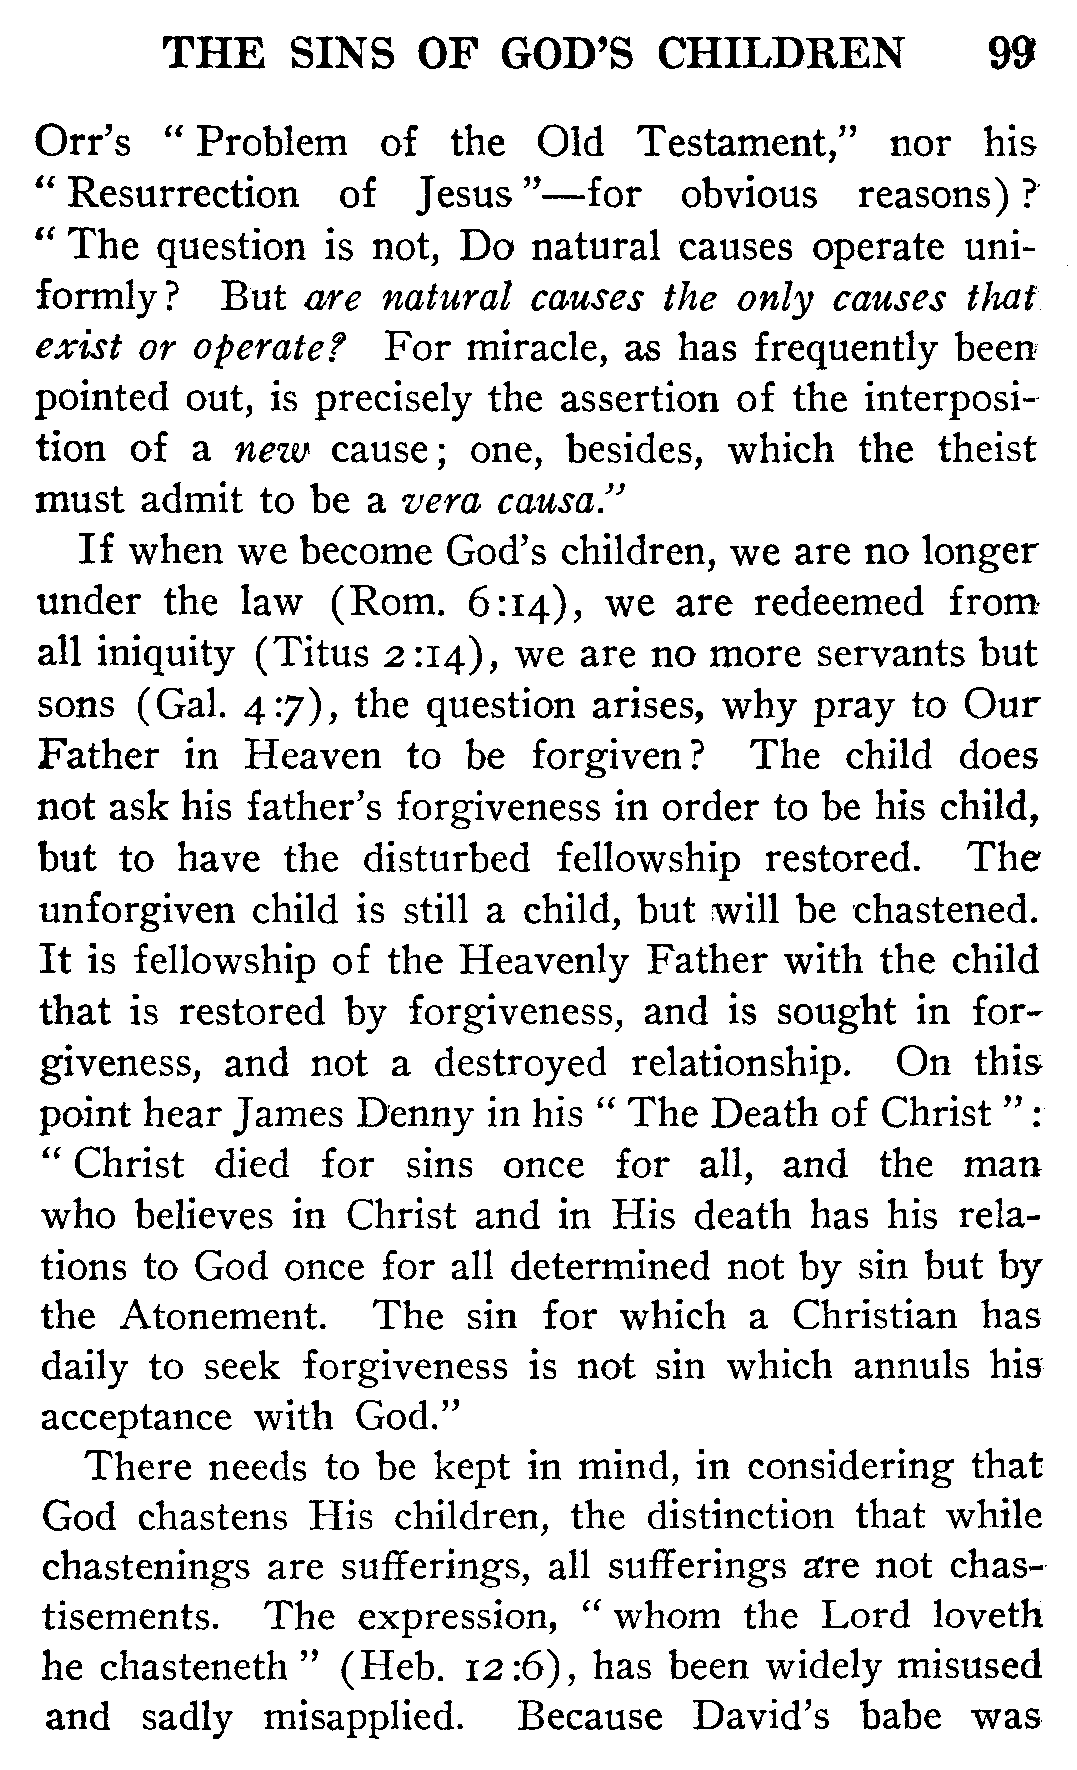 THE SINS OF GOD'S CHILDREN 99
Orr's " Problem of the Old Testament," nor his
" Resurrection of Jesus "—for obvious reasons) ?
" The question is not, Do natural causes operate uni-
formly? But are natural causes the only causes that
exist or operate? For miracle, as has frequently been
pointed out, is precisely the assertion of the interposi-
tion of a new cause; one, besides, which the theist
must admit to be a vera causa."
If when we become God's children, we are no longer
under the law (Rom. 6:14), we are redeemed from
all iniquity (Titus 2:14), we are no more servants but
sons (Gal. 4:7), the question arises, why pray to Our
Father in Heaven to be forgiven? The child does
not ask his father's forgiveness in order to be his child,
but to have the disturbed fellowship restored. The
unforgiven child is still a child, but will be chastened.
It is fellowship of the Heavenly Father with the child
that is restored by forgiveness, and is sought in for-
giveness, and not a destroyed relationship. On this
point hear James Denny in his " The Death of Christ ":
" Christ died for sins once for all, and the man
who believes in Christ and in His death has his rela-
tions to God once for all determined not by sin but by
the Atonement. The sin for which a Christian has
daily to seek forgiveness is not sin which annuls his
acceptance with God."
There needs to be kept in mind, in considering that
God chastens His children, the distinction that while
chastenings are sufferings, all sufferings are not chas-
tisements. The expression, " whom the Lord loveth
he chasteneth " (Heb. 12:6), has been widely misused
and sadly misapplied. Because David's babe was